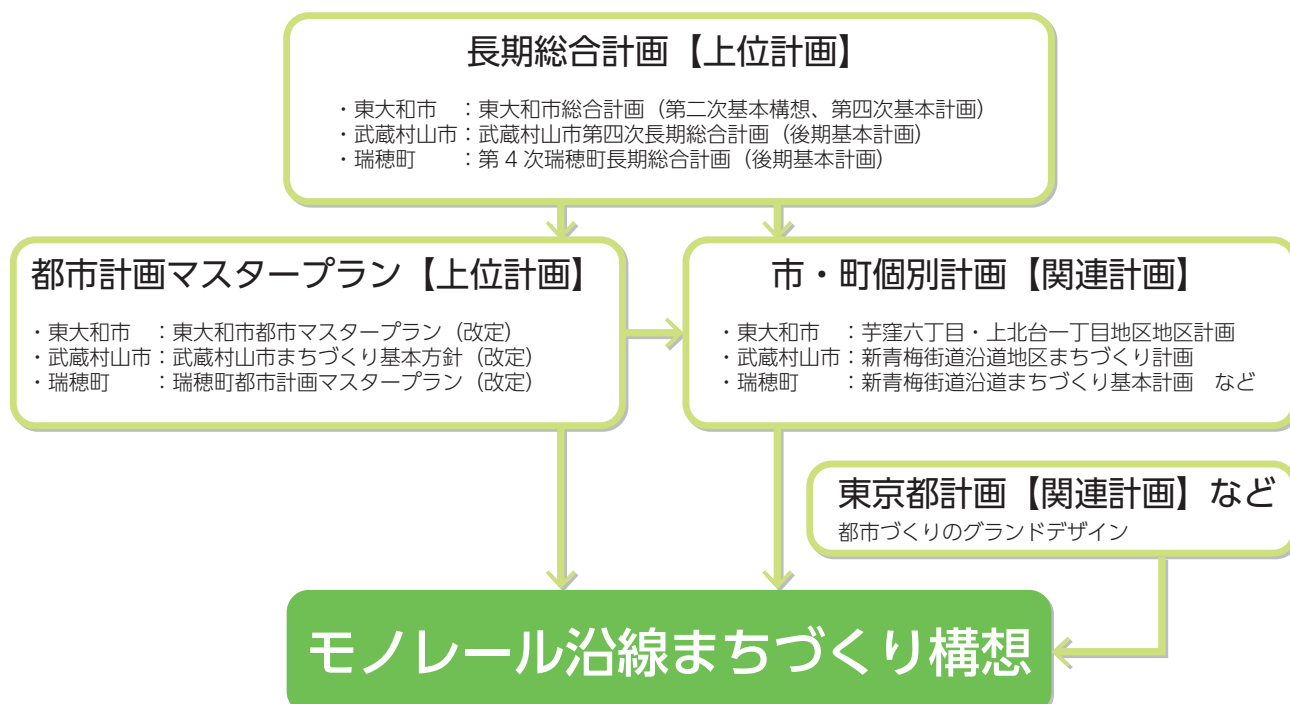 長期総合計画【上位計画】
・東大和市　：東大和市総合計画（第二次基本構想、第四次基本計画）
・武蔵村山市：武蔵村山市第四次長期総合計画（後期基本計画）
・瑞穂町　　：第４次瑞穂町長期総合計画（後期基本計画）
都市計画マスタープラン【上位計画】
・東大和市　：東大和市都市マスタープラン（改定）
・武蔵村山市：武蔵村山市まちづくり基本方針（改定）
・瑞穂町　　：瑞穂町都市計画マスタープラン（改定）
市・町個別計画【関連計画】
・東大和市　：芋窪六丁目・上北台一丁目地区地区計画
・武蔵村山市：新青梅街道沿道地区まちづくり計画
・瑞穂町　　：新青梅街道沿道まちづくり基本計画　など
東京都計画【関連計画】など
都市づくりのグランドデザイン
モノレール沿線まちづくり構想